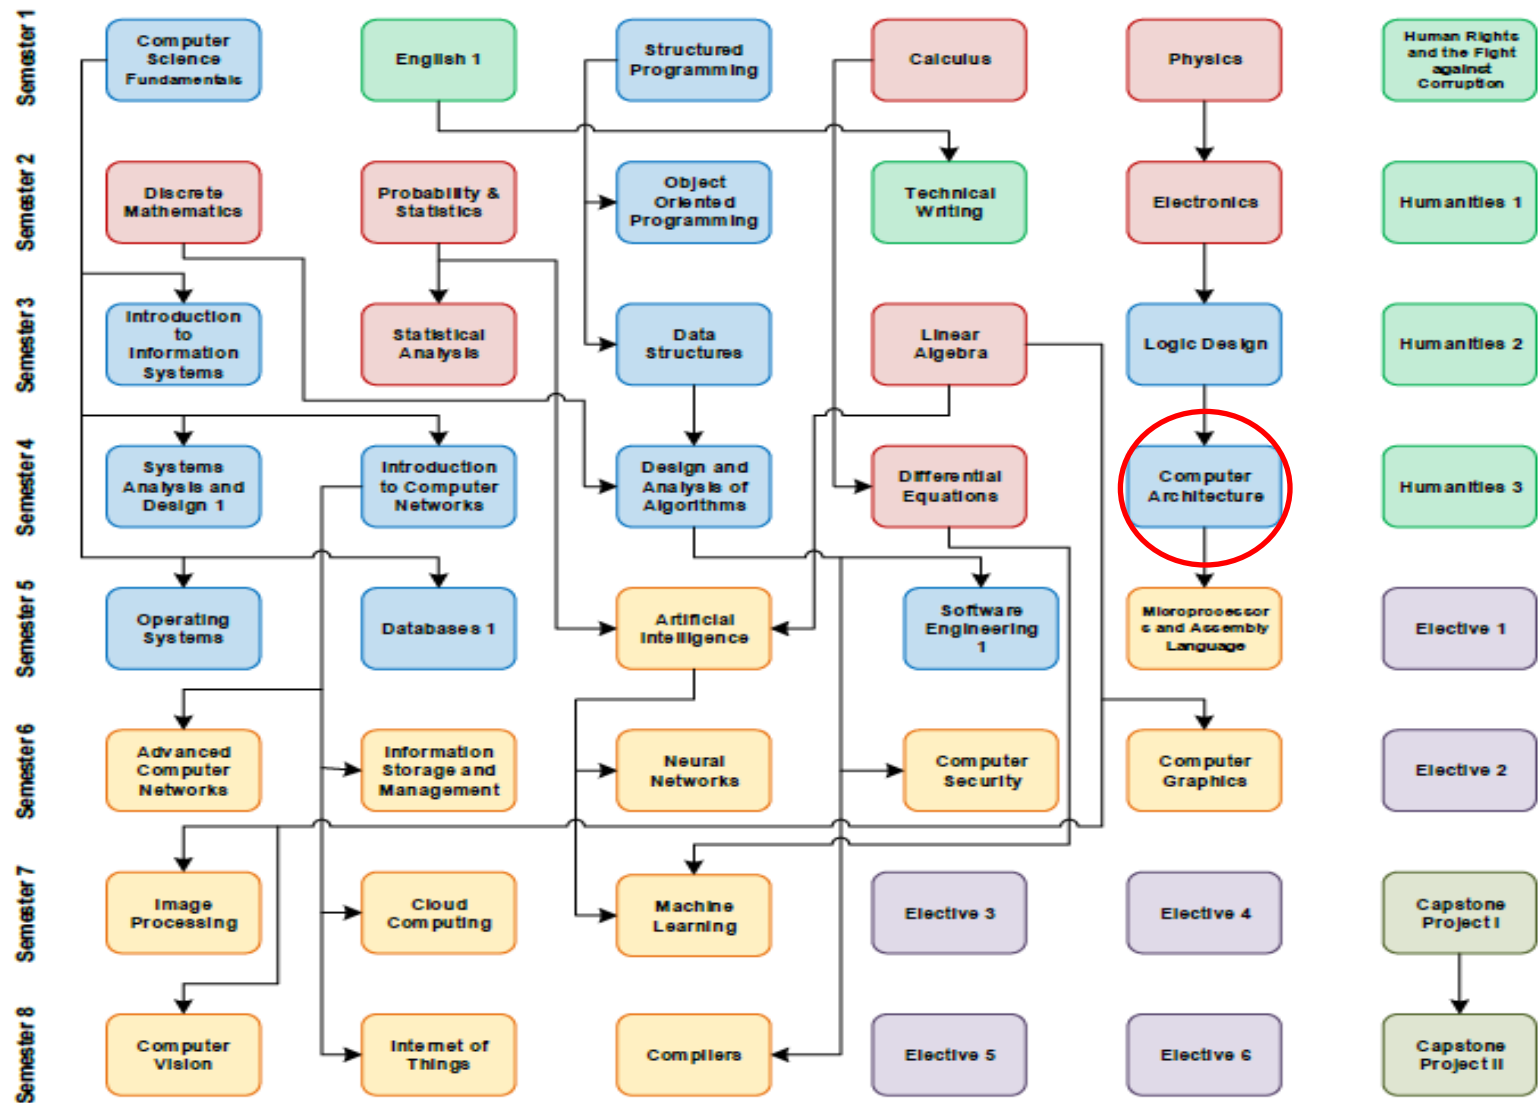 Semester 1
Computer
Science
Fundamentals
English 1
Structured
Programming
Calculus
Physics
Human Rights
and the Fight
against
Corruption
Semester 2
Discrete
Mathematics
Probability &
Statistics
Object
Oriented
Programming
Technical
Writing
Electronics
Humanities 1
Semester 3
Introduction
to
Information
Systems
Statistical
Analysis
Data
Structures
Linear
Algebra
Logic Design
Humanities 2
Semester 4
Systems
Analysis and
Design 1
Introduction
to Computer
Networks
Design and
Analysis of
Algorithms
Differential
Equations
Computer
Architecture
Humanities 3
Semester 5
Operating
Systems
Databases 1
Artificial
Intelligence
Software
Engineering
1
Microprocessor
s and Assembly
Language
Elective 1
Semester 6
Advanced
Computer
Networks
Information
Storage and
Management
Neural
Networks
Computer
Security
Computer
Graphics
Elective 2
Semester 7
Image
Processing
Cloud
Computing
Machine
Learning
Elective 3
Elective 4
Capstone
Project I
Semester 8
Computer
Vision
Internet of
Things
Compilers
Elective 5
Elective 6
Capstone
Project II